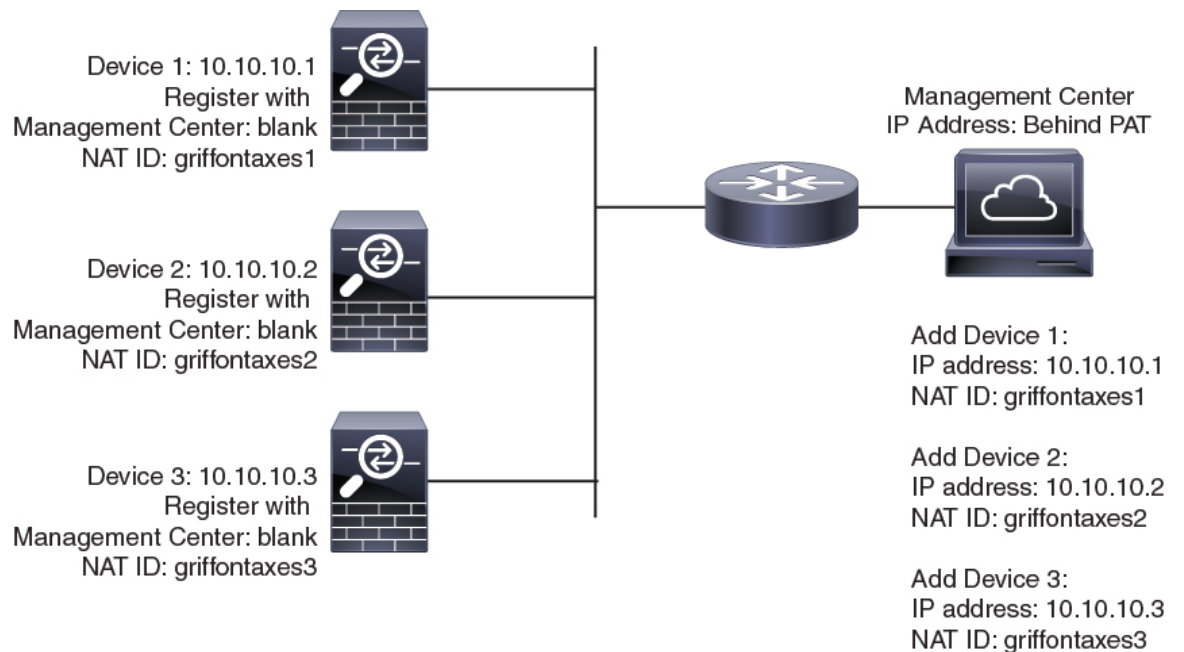 Device 1: 10.10.10.1
Register with
Management Center: blank
NAT ID: griffontaxes1
Device 2: 10.10.10.2
Register with
Management Center: blank
NAT ID: griffontaxes2
Device 3: 10.10.10.3
Register with
Management Center: blank
NAT ID: griffontaxes3
Management Center
IP Address: Behind PAT
Add Device 1:
IP address: 10.10.10.1
NAT ID: griffontaxes1
Add Device 2:
IP address: 10.10.10.2
NAT ID: griffontaxes2
Add Device 3:
IP address: 10.10.10.3
NAT ID: griffontaxes3